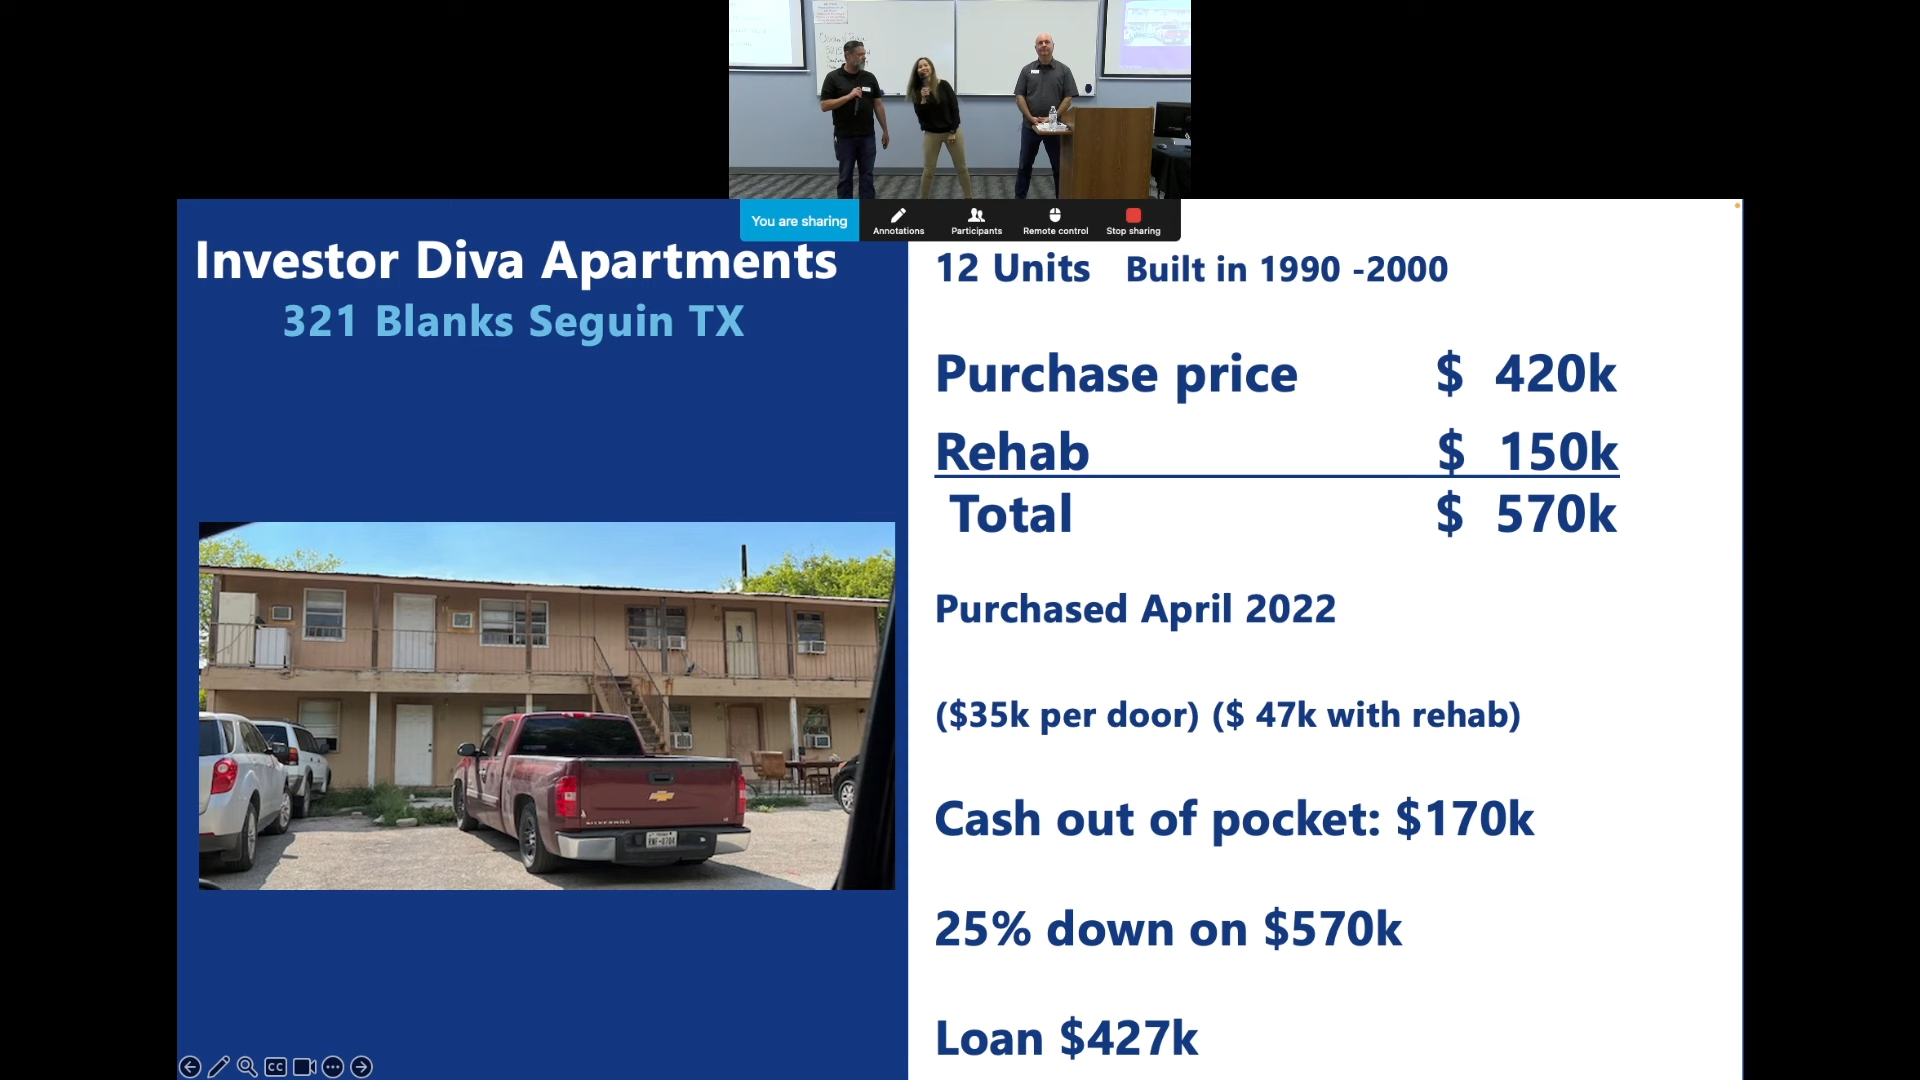 You are sharing
Annotations
Participants
Remote control
Stop sharing
Investor Diva Apartments
321 Blanks Seguin TX
12 Units Built in 1990 -2000
Purchase price $ 420k
Rehab $ 150k
Total $ 570k
Purchased April 2022
($35k per door) ($ 47k with rehab)
Cash out of pocket: $170k
25% down on $570k
Loan $427k
CC